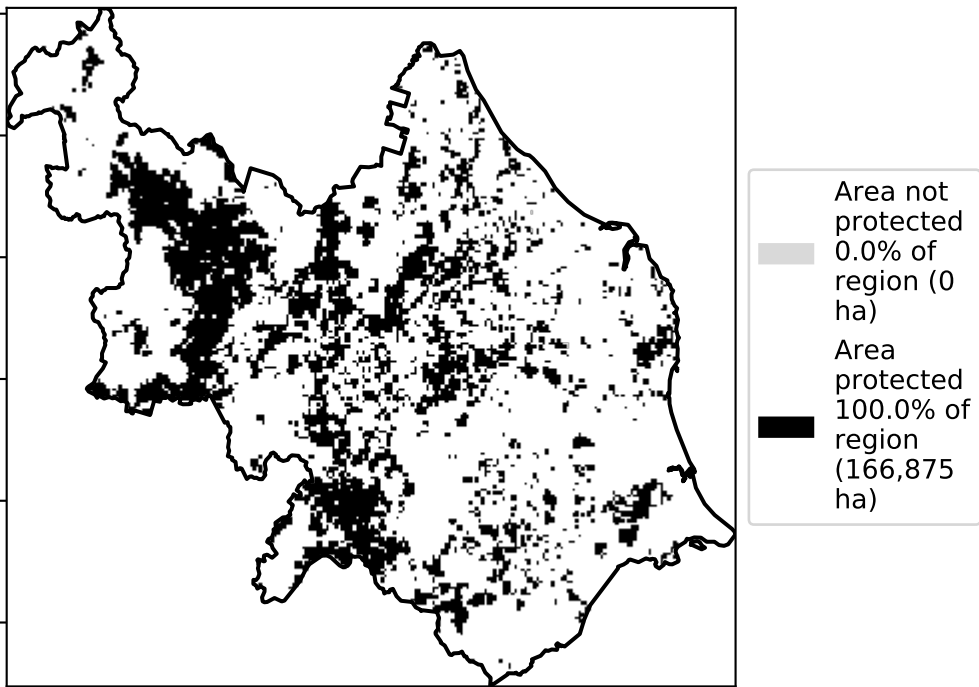 Area not
protected
0.0% of
region (0
ha)
Area
protected
100.0% of
region
(166,875
ha)